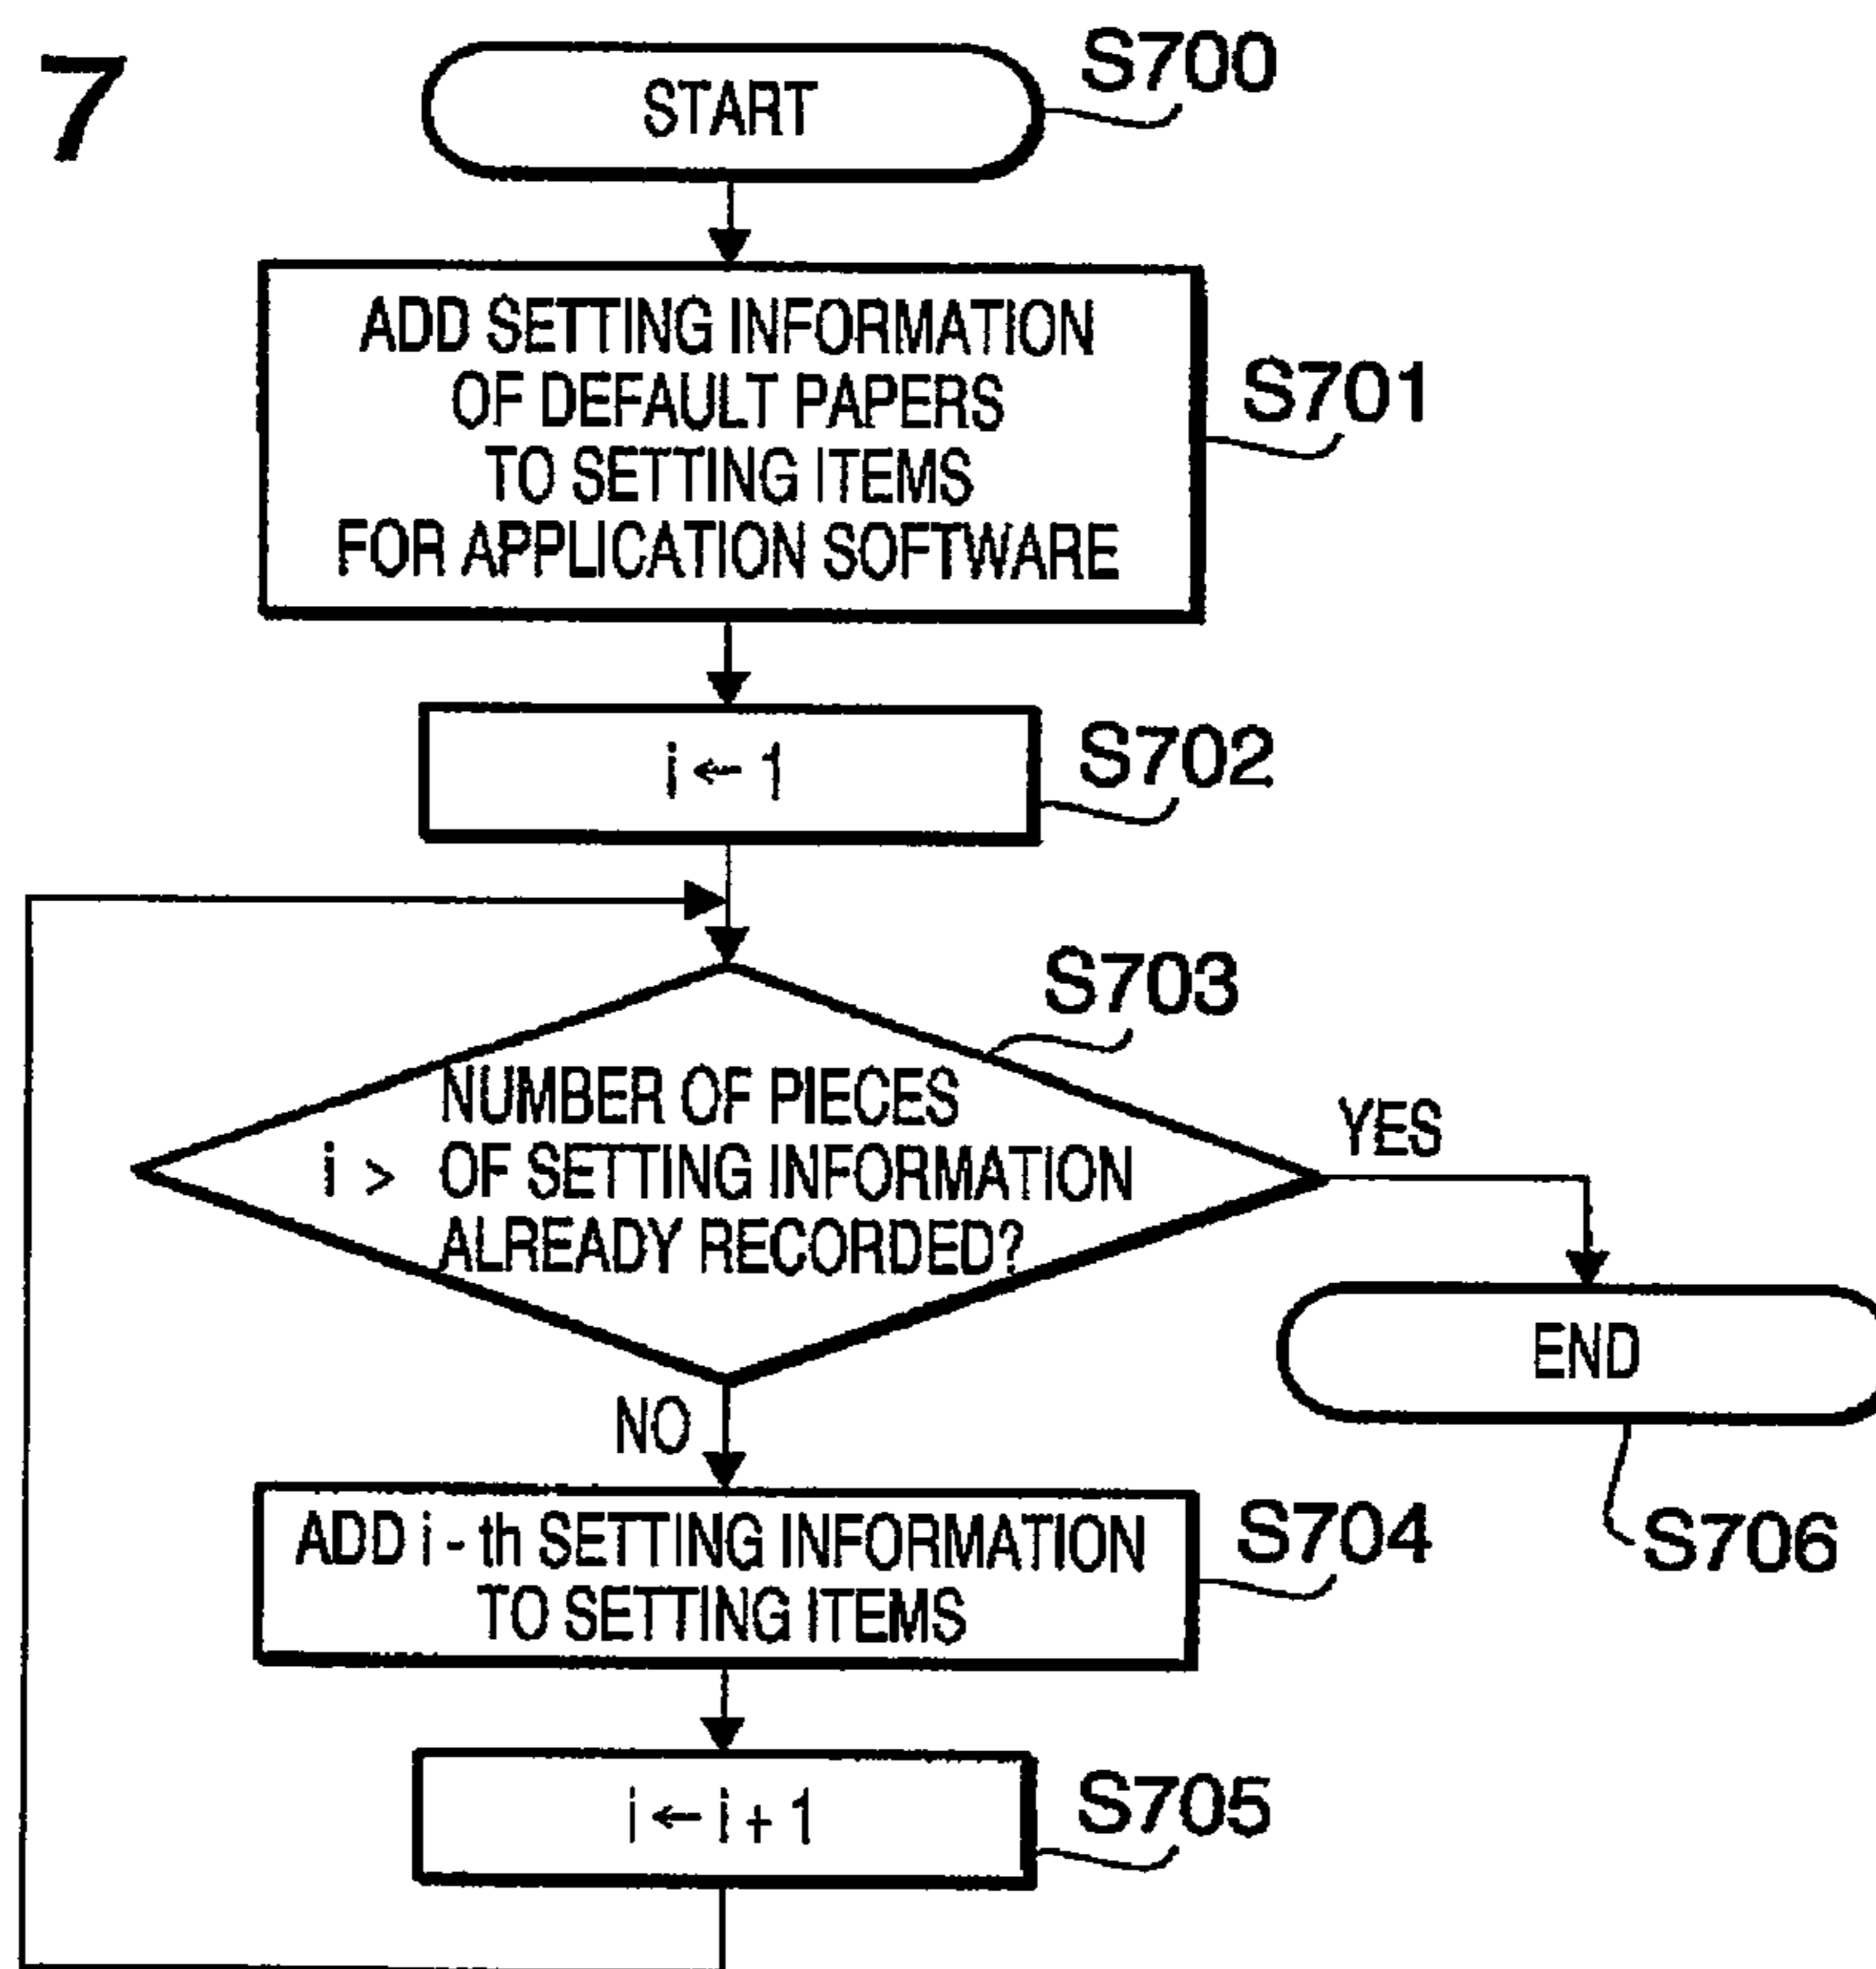 7
START
S700
ADD SETTING INFORMATION
OF DEFAULT PAPERS
TO SETTING ITEMS
FOR APPLICATION SOFTWARE
S701
i ← 1
S702
S703
NUMBER OF PIECES
i > OF SETTING INFORMATION
ALREADY RECORDED?
YES
END
S706
NO
ADD i - th SETTING INFORMATION
TO SETTING ITEMS
S704
i ← i + 1
S705